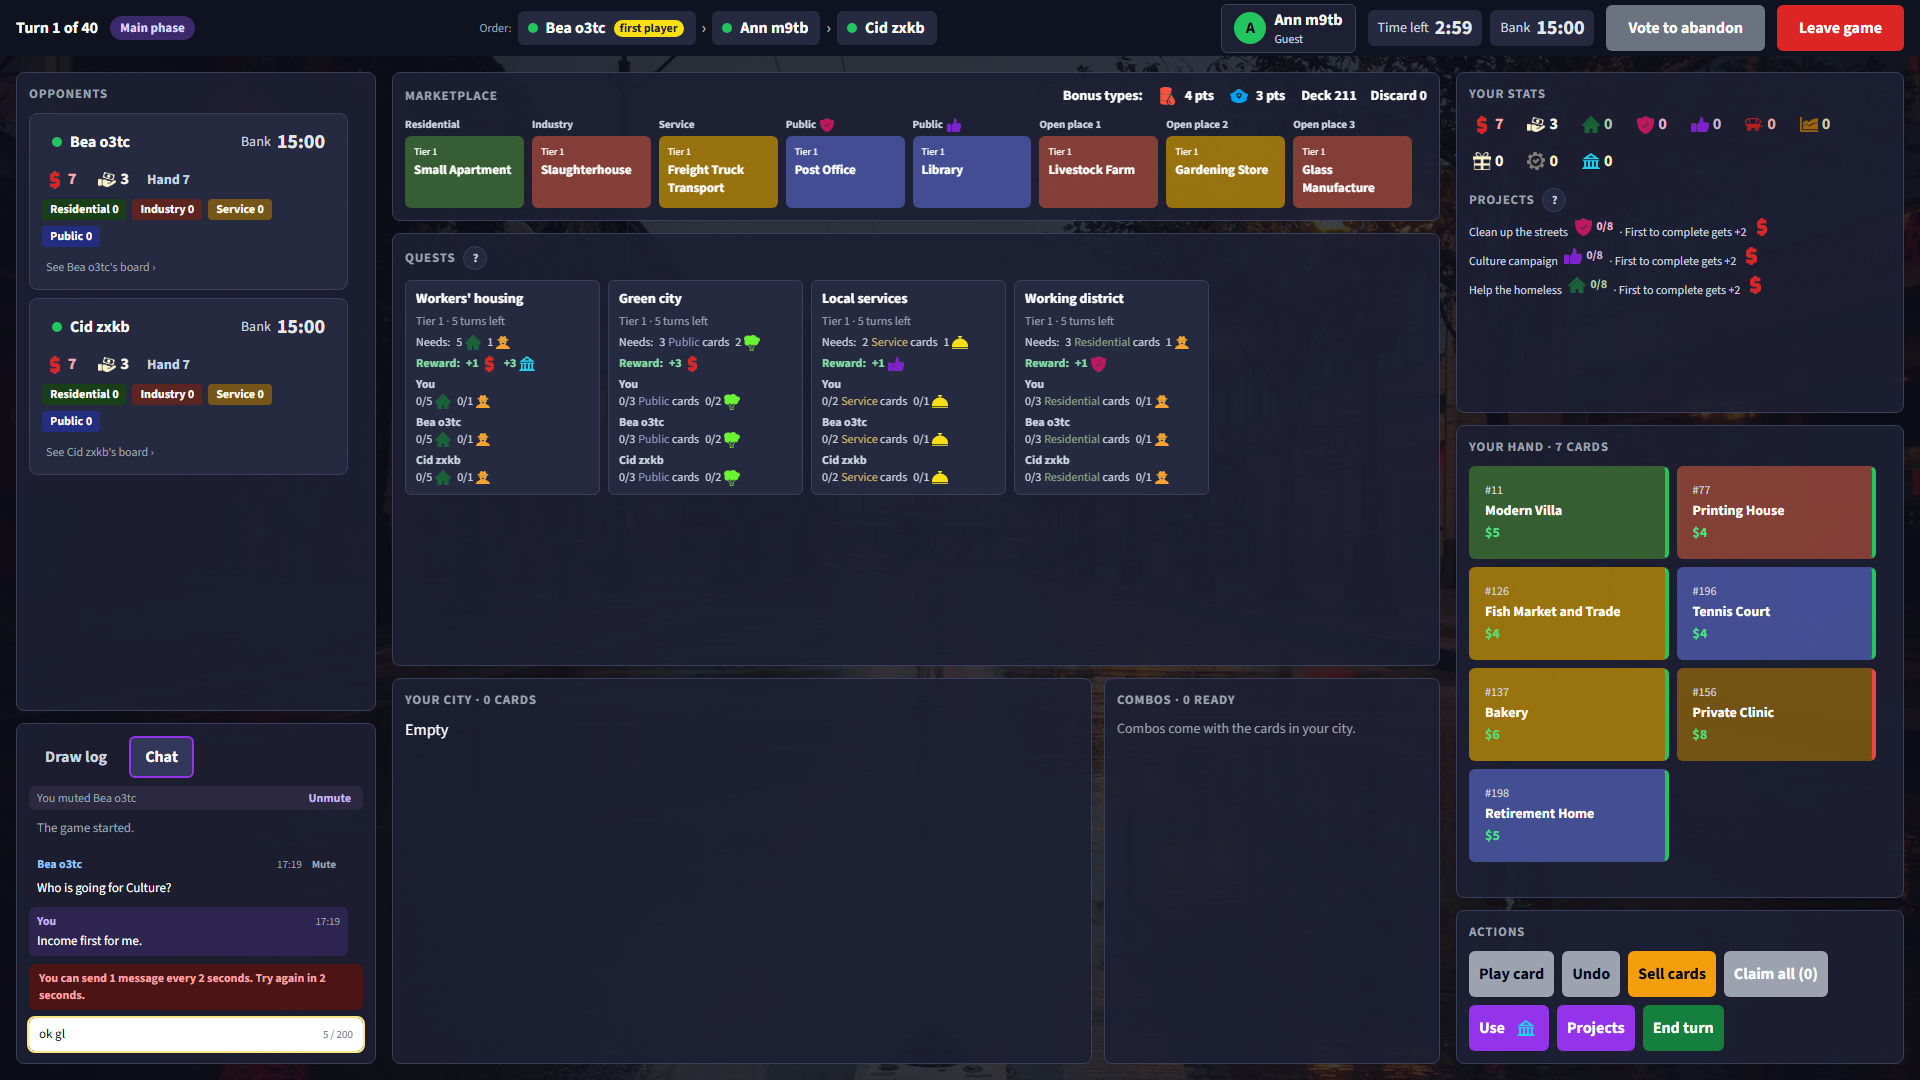 Turn 1 of 40 Main phase
Order: Bea o3tc first player › Ann m9tb › Cid zxkb
A Ann m9tb Guest
Time left 2:59
Bank 15:00
Vote to abandon
Leave game
OPPONENTS
Bea o3tc Bank 15:00
7 3 Hand 7
Residential 0 Industry 0 Service 0
Public 0
See Bea o3tc's board ›
Cid zxkb Bank 15:00
7 3 Hand 7
Residential 0 Industry 0 Service 0
Public 0
See Cid zxkb's board ›
Draw log Chat
You muted Bea o3tc Unmute
The game started.
Bea o3tc 17:19 Mute
Who is going for Culture?
You 17:19
Income first for me.
You can send 1 message every 2 seconds. Try again in 2
seconds.
ok gl 5 / 200
MARKETPLACE
Bonus types: 4 pts 3 pts Deck 211 Discard 0
Residential
Tier 1
Small Apartment
Industry
Tier 1
Slaughterhouse
Service
Tier 1
Freight Truck
Transport
Public
Tier 1
Post Office
Public
Tier 1
Library
Open place 1
Tier 1
Livestock Farm
Open place 2
Tier 1
Gardening Store
Open place 3
Tier 1
Glass
Manufacture
QUESTS ?
Workers' housing
Tier 1 · 5 turns left
Needs: 5 1
Reward: +1 +3
You
0/5 0/1
Bea o3tc
0/5 0/1
Cid zxkb
0/5 0/1
Green city
Tier 1 · 5 turns left
Needs: 3 Public cards 2
Reward: +3
You
0/3 Public cards 0/2
Bea o3tc
0/3 Public cards 0/2
Cid zxkb
0/3 Public cards 0/2
Local services
Tier 1 · 5 turns left
Needs: 2 Service cards 1
Reward: +1
You
0/2 Service cards 0/1
Bea o3tc
0/2 Service cards 0/1
Cid zxkb
0/2 Service cards 0/1
Working district
Tier 1 · 5 turns left
Needs: 3 Residential cards 1
Reward: +1
You
0/3 Residential cards 0/1
Bea o3tc
0/3 Residential cards 0/1
Cid zxkb
0/3 Residential cards 0/1
YOUR CITY · 0 CARDS
Empty
COMBOS · 0 READY
Combos come with the cards in your city.
YOUR STATS
7 3 0 0 0 0 0
0 0 0
PROJECTS ?
Clean up the streets 0/8 · First to complete gets +2
Culture campaign 0/8 · First to complete gets +2
Help the homeless 0/8 · First to complete gets +2
YOUR HAND · 7 CARDS
#11
Modern Villa
$5
#77
Printing House
$4
#126
Fish Market and Trade
$4
#196
Tennis Court
$4
#137
Bakery
$6
#156
Private Clinic
$8
#198
Retirement Home
$5
ACTIONS
Play card Undo Sell cards Claim all (0)
Use Projects End turn